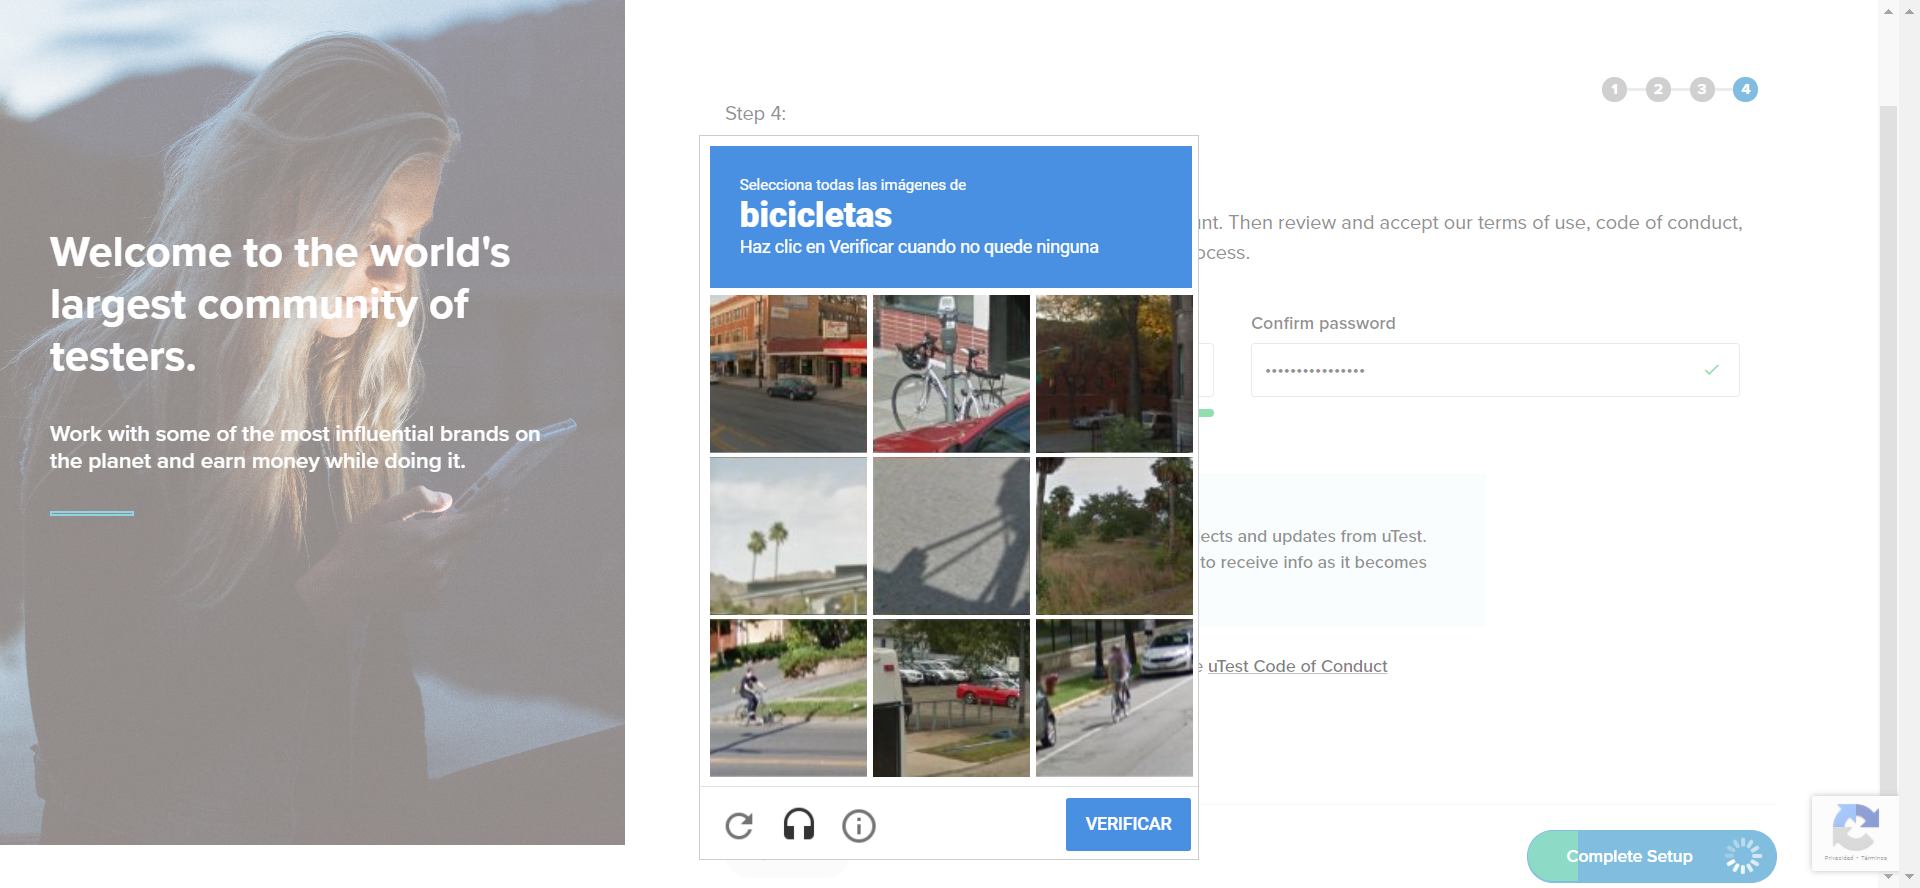 Welcome to the world's
largest community of
testers.
Work with some of the most influential brands on
the planet and earn money while doing it.
1 2 3 4
Step 4:
Selecciona todas las imágenes de
bicicletas
Haz clic en Verificar cuando no quede ninguna
Then review and accept our terms of use, code of conduct,
Confirm password
••••••••••••••••
and updates from uTest.
to receive info as it becomes
uTest Code of Conduct
VERIFICAR
Complete Setup
Privacidad - Términos